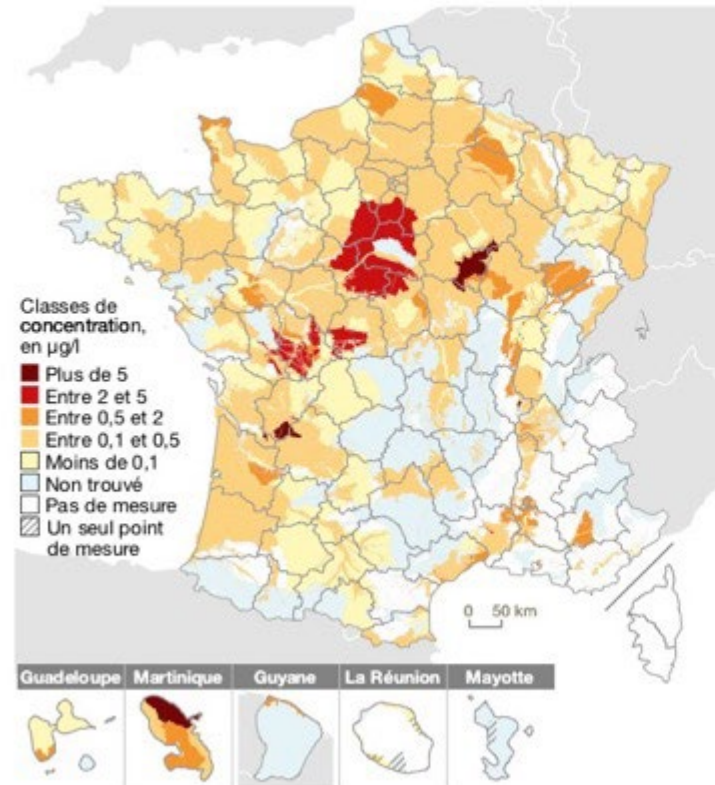 Classes de
concentration,
en µg/l
Plus de 5
Entre 2 et 5
Entre 0,5 et 2
Entre 0,1 et 0,5
Moins de 0,1
Non trouvé
Pas de mesure
Un seul point
de mesure
0 50 km
Guadeloupe Martinique Guyane La Réunion Mayotte